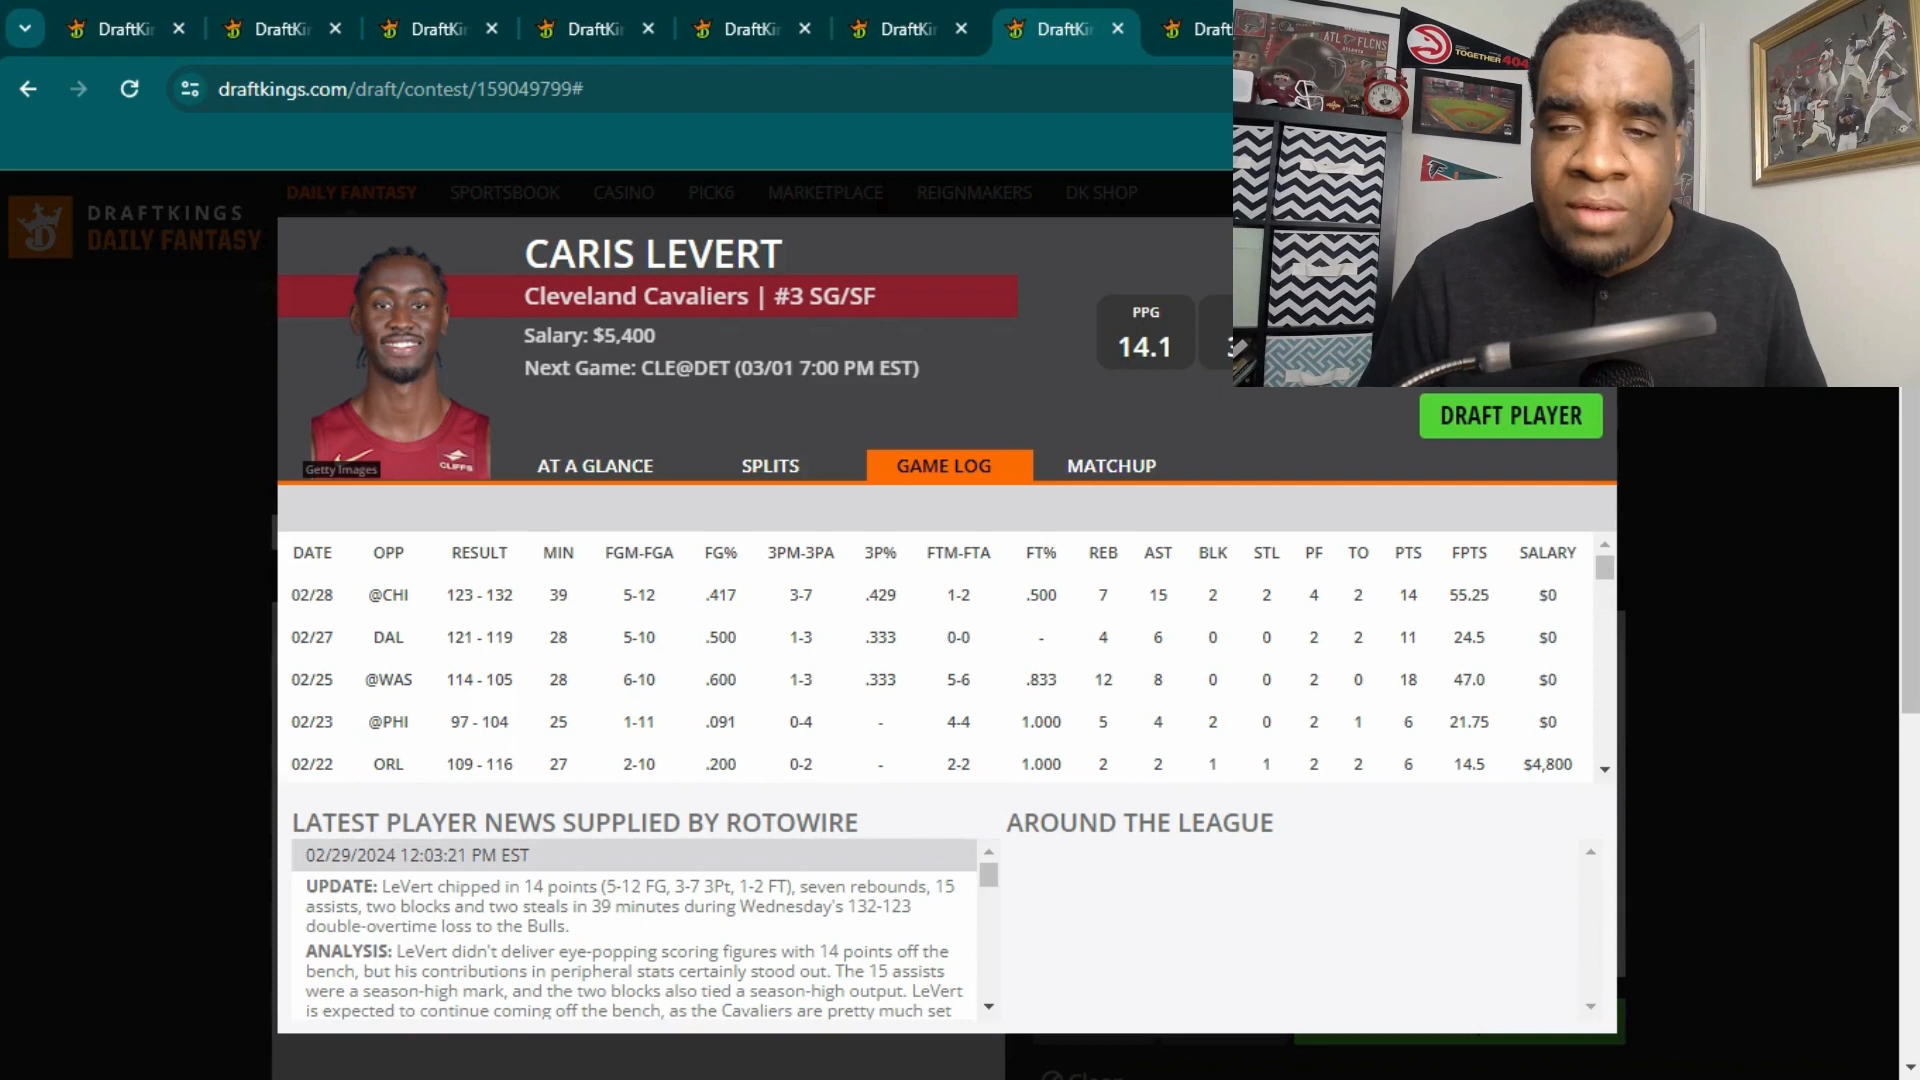 DraftKin
DraftKin
DraftKin
DraftKin
DraftKin
DraftKin
DraftKin
Draft
draftkings.com/draft/contest/159049799#
ATL FLCNS
ATLANTA
TOGETHER 404
DRAFTKINGS
DAILY FANTASY
DAILY FANTASY SPORTSBOOK CASINO PICK6 MARKETPLACE REIGNMAKERS DK SHOP
CARIS LEVERT
Cleveland Cavaliers | #3 SG/SF
Salary: $5,400
Next Game: CLE@DET (03/01 7:00 PM EST)
PPG
14.1
DRAFT PLAYER
CLIFFS
Getty Images
AT A GLANCE SPLITS GAME LOG MATCHUP
DATE OPP RESULT MIN FGM-FGA FG% 3PM-3PA 3P% FTM-FTA FT% REB AST BLK STL PF TO PTS FPTS SALARY
02/28 @CHI 123 - 132 39 5-12 .417 3-7 .429 1-2 .500 7 15 2 2 4 2 14 55.25 $0
02/27 DAL 121 - 119 28 5-10 .500 1-3 .333 0-0 - 4 6 0 0 2 2 11 24.5 $0
02/25 @WAS 114 - 105 28 6-10 .600 1-3 .333 5-6 .833 12 8 0 0 2 0 18 47.0 $0
02/23 @PHI 97 - 104 25 1-11 .091 0-4 - 4-4 1.000 5 4 2 0 2 1 6 21.75 $0
02/22 ORL 109 - 116 27 2-10 .200 0-2 - 2-2 1.000 2 2 1 1 2 2 6 14.5 $4,800
LATEST PLAYER NEWS SUPPLIED BY ROTOWIRE
AROUND THE LEAGUE
02/29/2024 12:03:21 PM EST
UPDATE: LeVert chipped in 14 points (5-12 FG, 3-7 3Pt, 1-2 FT), seven rebounds, 15
assists, two blocks and two steals in 39 minutes during Wednesday's 132-123
double-overtime loss to the Bulls.
ANALYSIS: LeVert didn't deliver eye-popping scoring figures with 14 points off the
bench, but his contributions in peripheral stats certainly stood out. The 15 assists
were a season-high mark, and the two blocks also tied a season-high output. LeVert
is expected to continue coming off the bench, as the Cavaliers are pretty much set